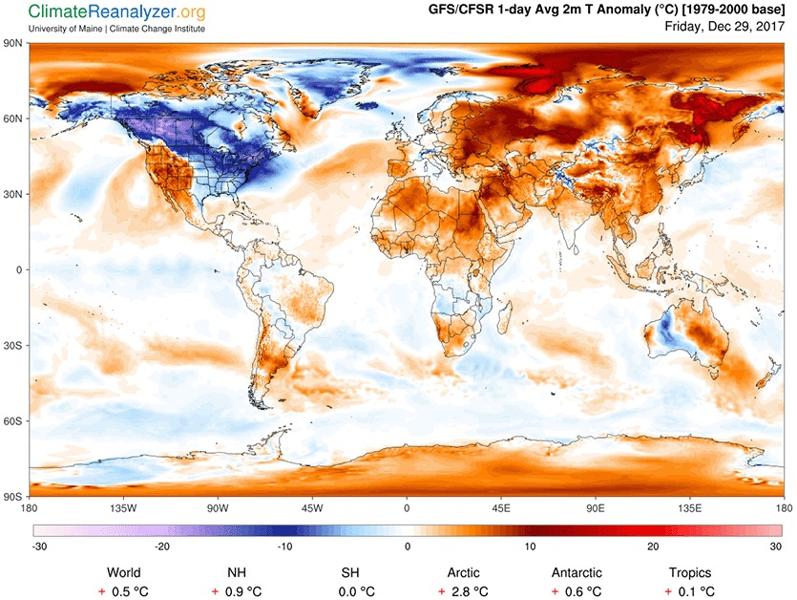 ClimateReanalyzer.org
University of Maine | Climate Change Institute
GFS/CFSR 1-day Avg 2m T Anomaly (°C) [1979-2000 base]
Friday, Dec 29, 2017
90N
60N
30N
0
30S
60S
90S
180 135W 90W 45W 0 45E 90E 135E 180
-30 -20 -10 0 10 20 30
World NH SH Arctic Antarctic Tropics
+ 0.5 °C + 0.9 °C 0.0 °C + 2.8 °C + 0.6 °C + 0.1 °C